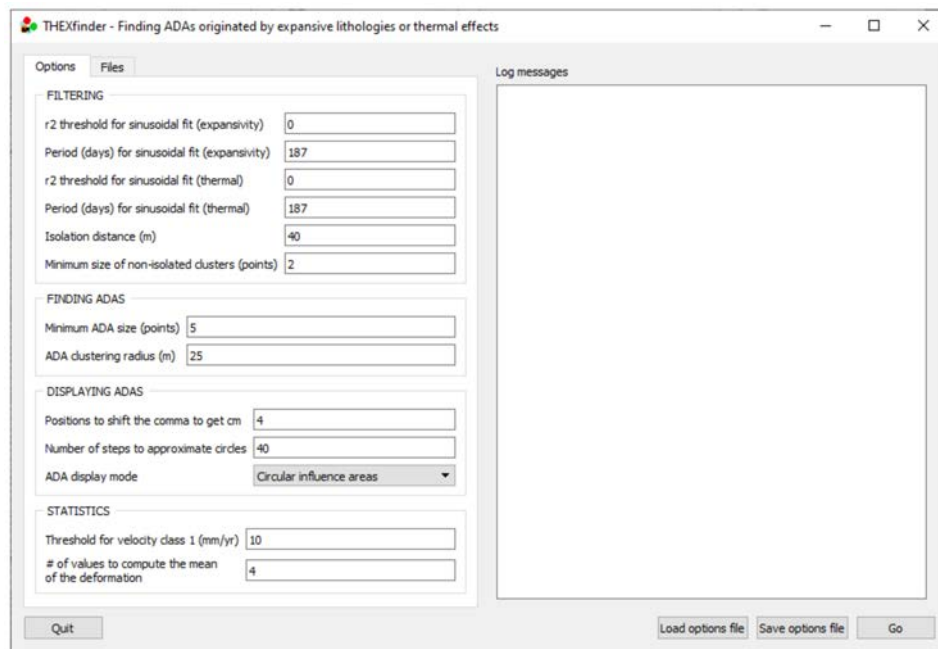 THEXfinder - Finding ADAs originated by expansive lithologies or thermal effects
Options Files
FILTERING
r2 threshold for sinusoidal fit (expansivity) 0
Period (days) for sinusoidal fit (expansivity) 187
r2 threshold for sinusoidal fit (thermal) 0
Period (days) for sinusoidal fit (thermal) 187
Isolation distance (m) 40
Minimum size of non-isolated clusters (points) 2
FINDING ADAS
Minimum ADA size (points) 5
ADA clustering radius (m) 25
DISPLAYING ADAS
Positions to shift the comma to get cm 4
Number of steps to approximate circles 40
ADA display mode Circular influence areas
STATISTICS
Threshold for velocity class 1 (mm/yr) 10
# of values to compute the mean
of the deformation 4
Log messages
Quit Load options file Save options file Go